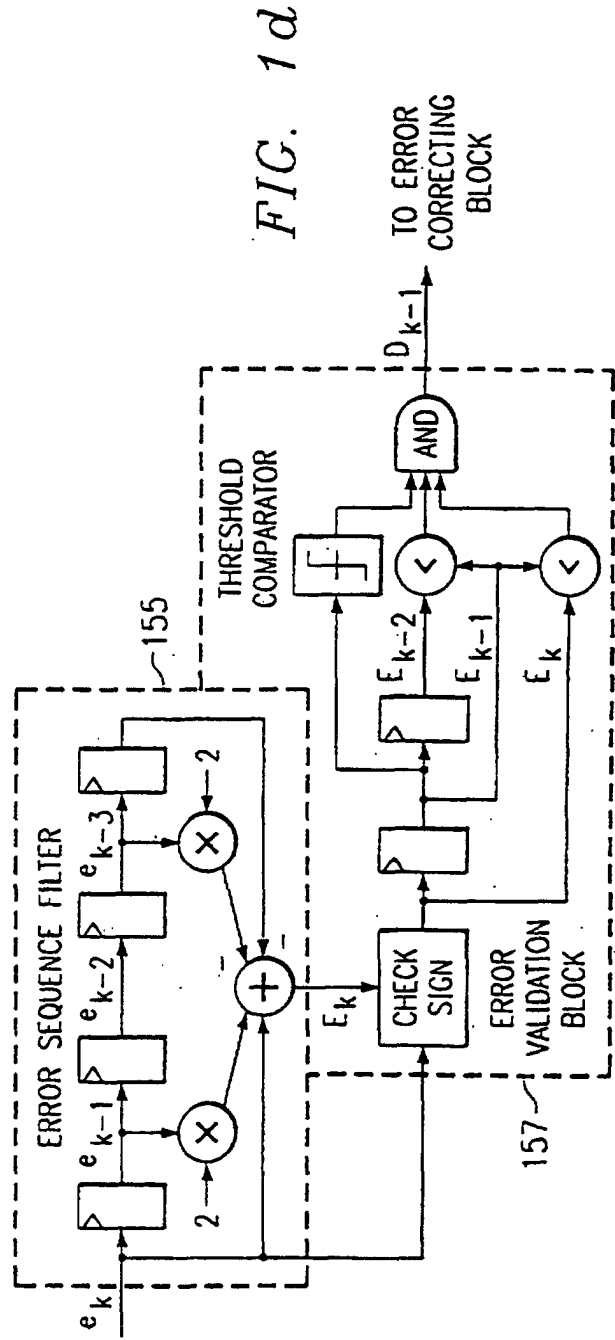 FIG. 1d
ERROR SEQUENCE FILTER
155
e_k
e_{k-1}
e_{k-2}
e_{k-3}
2
×
×
2
-
-
+
E_k
CHECK
SIGN
ERROR
VALIDATION
BLOCK
157
THRESHOLD
COMPARATOR
E_{k-2}
E_{k-1}
E_k
<
<
AND
D_{k-1}
TO ERROR
CORRECTING
BLOCK